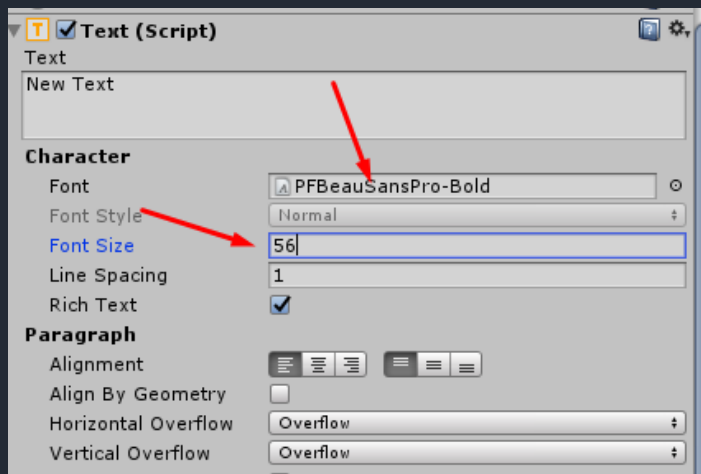 T Text (Script)
Text
New Text
Character
Font PFBeauSansPro-Bold
Font Style Normal
Font Size 56
Line Spacing 1
Rich Text
Paragraph
Alignment
Align By Geometry
Horizontal Overflow Overflow
Vertical Overflow Overflow